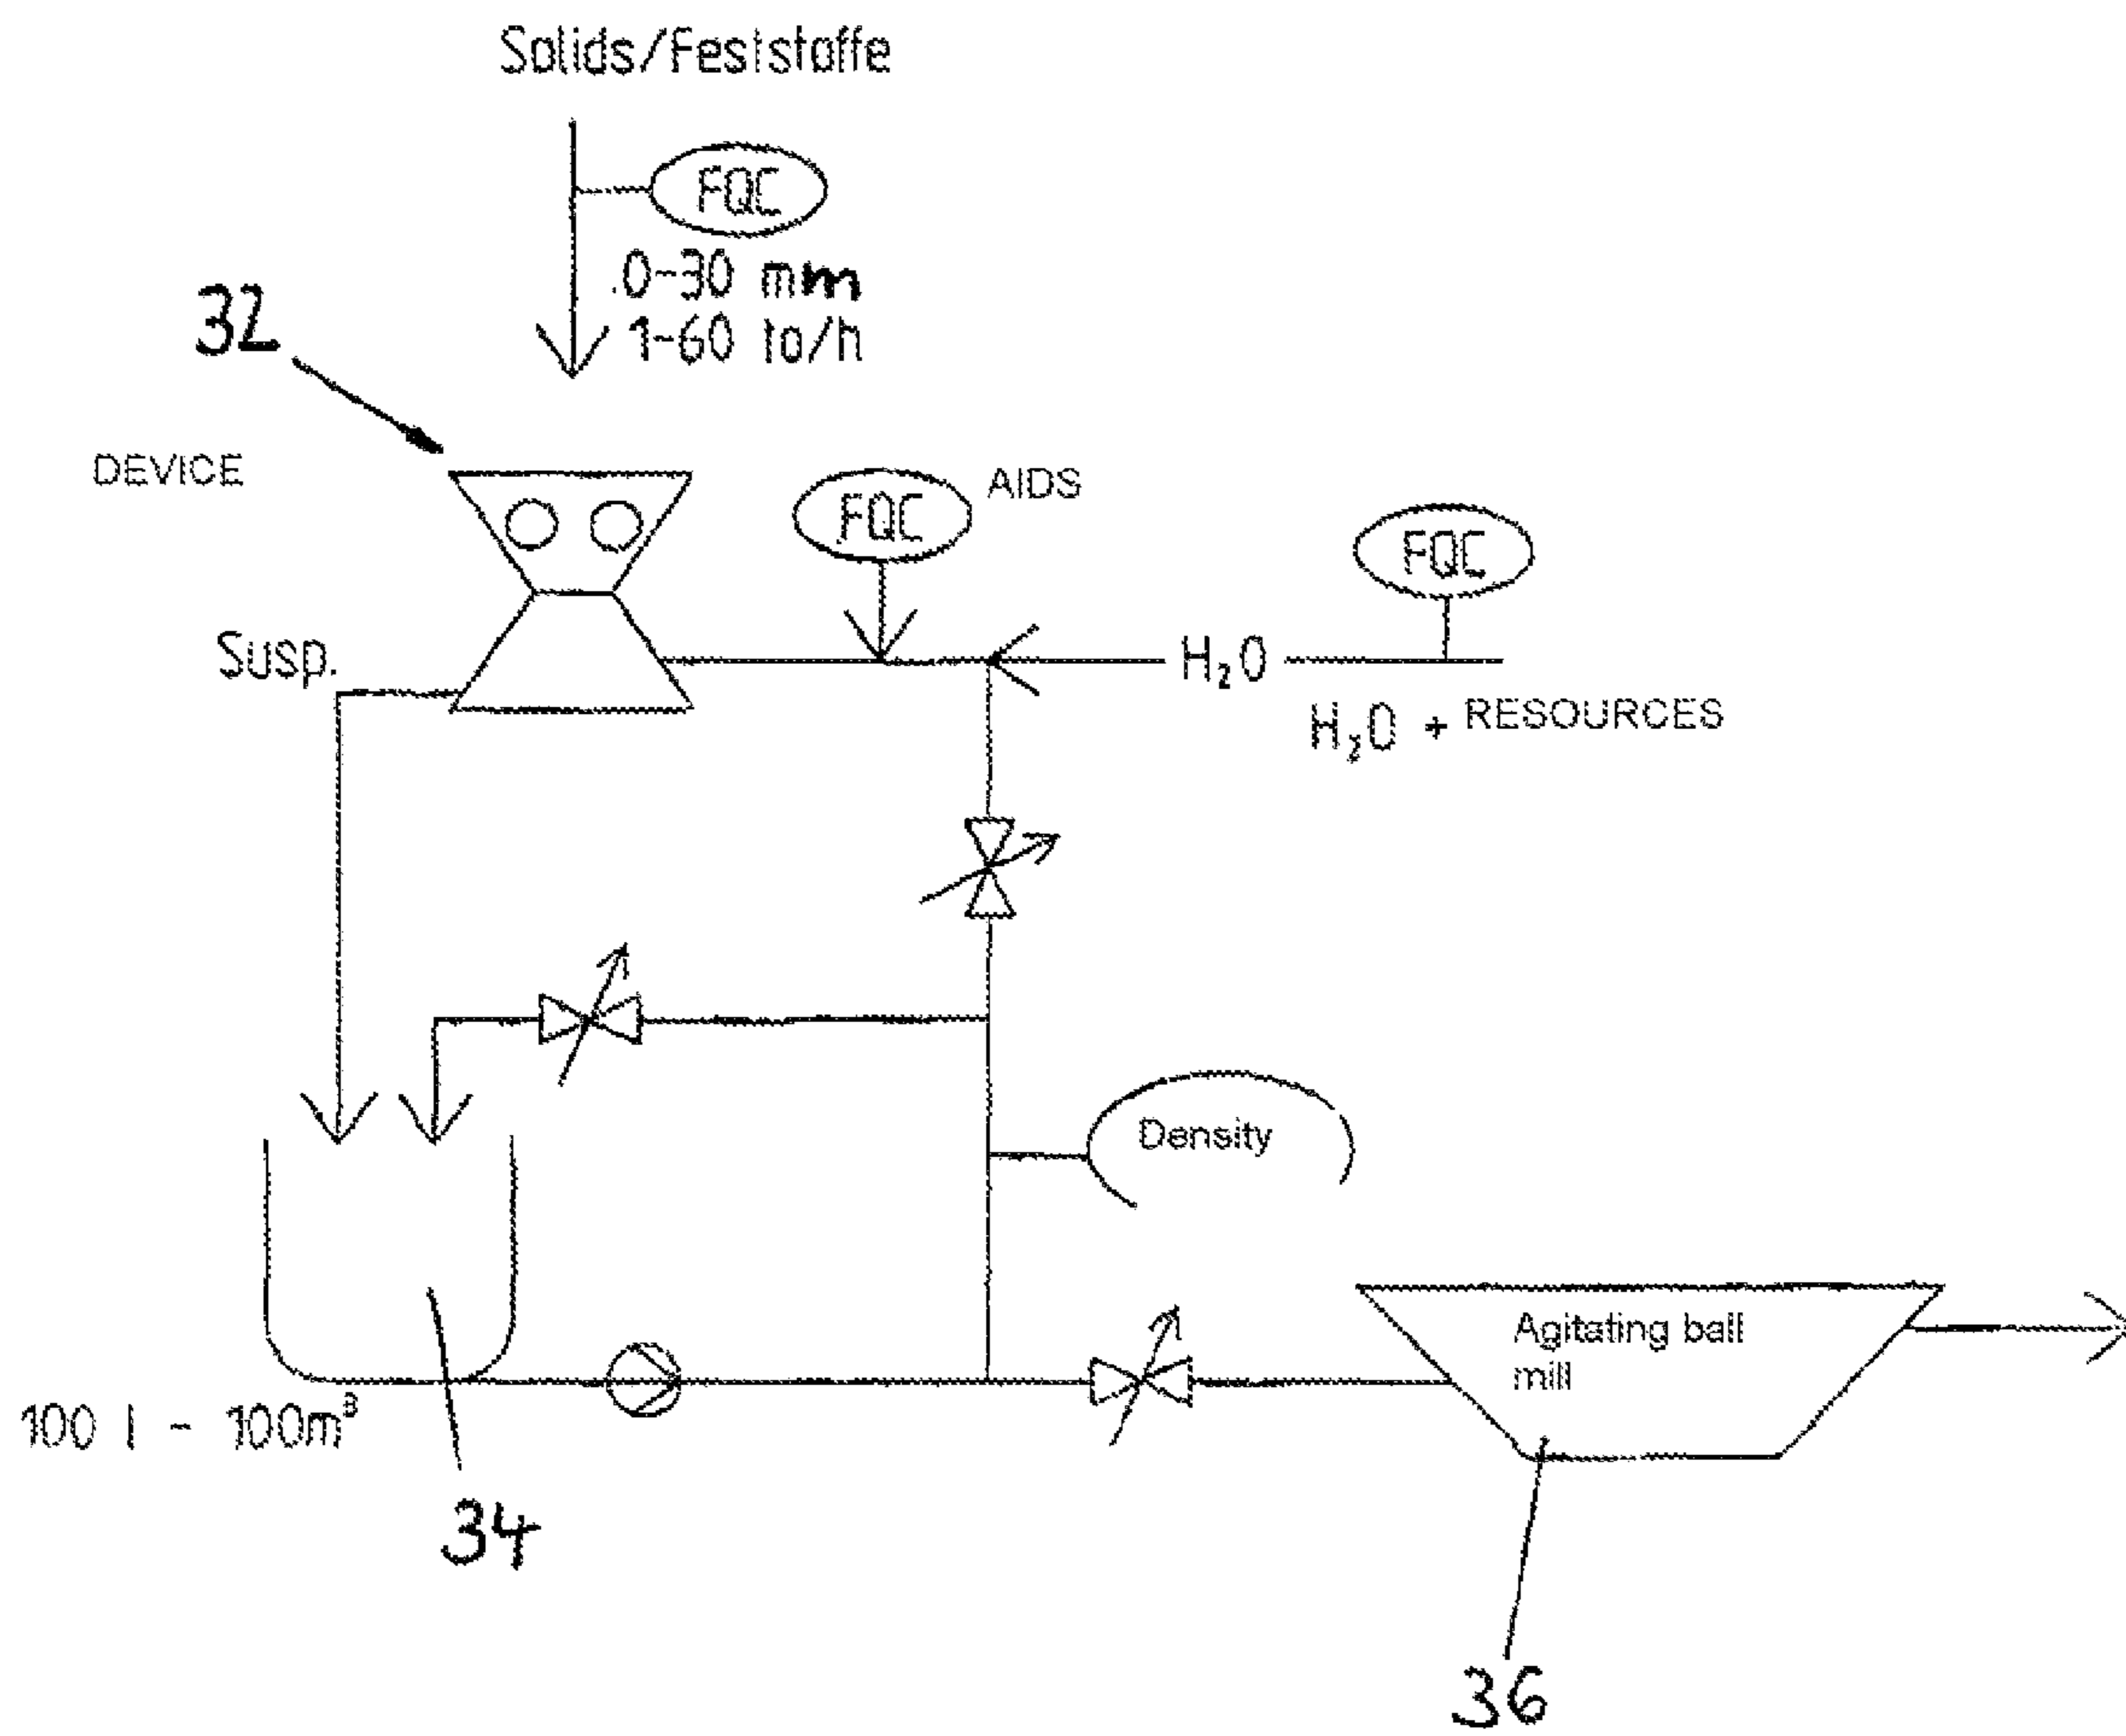 Solids/Feststoffe
FQC
0-30 mm
1-60 to/h
32
DEVICE
FQC
AIDS
FQC
Susp.
H₂O
H₂O + RESOURCES
Density
Agitating ball
mill
100 l - 100m³
34
36